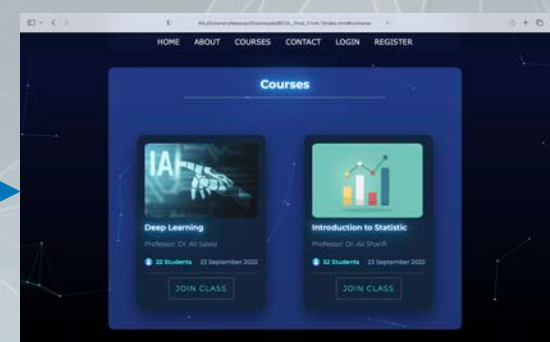 HOME ABOUT COURSES CONTACT LOGIN REGISTER
Courses
IA
Deep Learning
Professor: Dr. Ali Salesi
22 Students 23 September 2022
JOIN CLASS
Introduction to Statistic
Professor: Dr. Ali Sharifi
52 Students 23 September 2022
JOIN CLASS